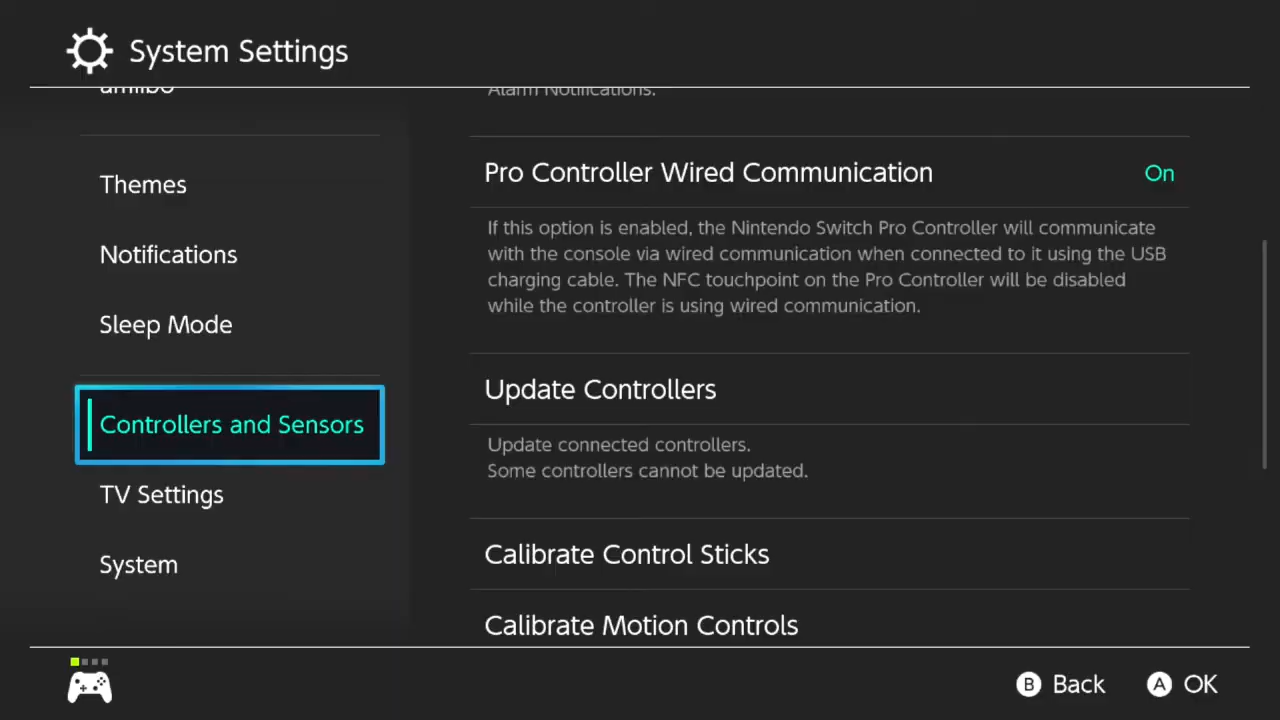 System Settings
amiibo
Themes
Notifications
Sleep Mode
Controllers and Sensors
TV Settings
System
Alarm Notifications.
Pro Controller Wired Communication On
If this option is enabled, the Nintendo Switch Pro Controller will communicate
with the console via wired communication when connected to it using the USB
charging cable. The NFC touchpoint on the Pro Controller will be disabled
while the controller is using wired communication.
Update Controllers
Update connected controllers.
Some controllers cannot be updated.
Calibrate Control Sticks
Calibrate Motion Controls
B Back A OK